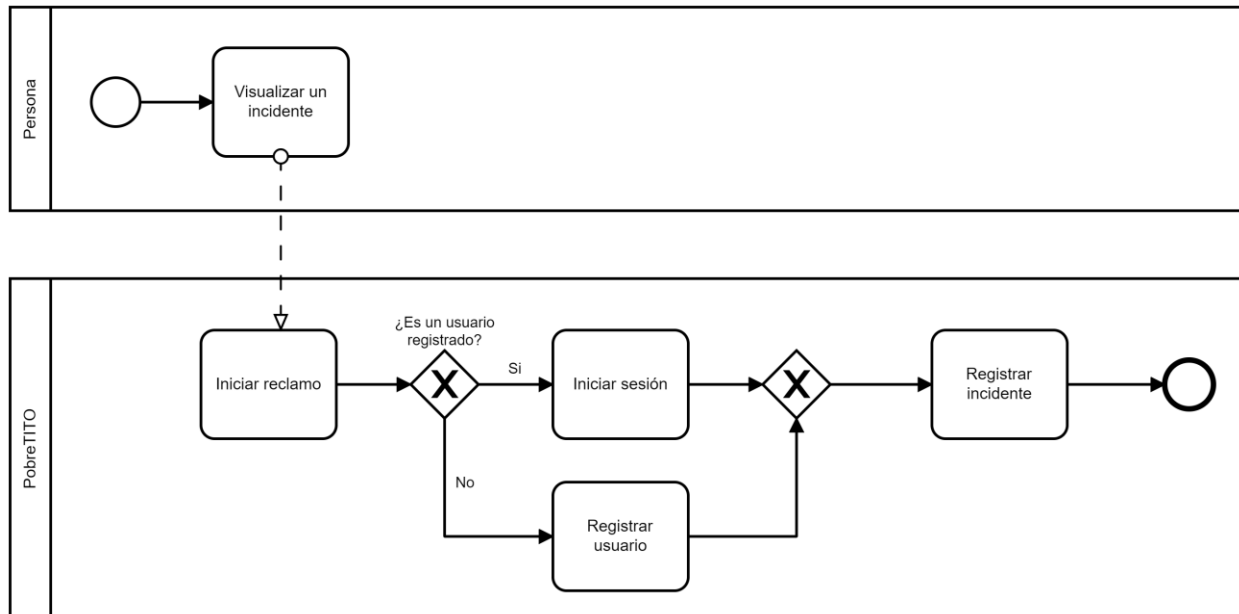 Persona
Visualizar un
incidente
PobreTITO
Iniciar reclamo
¿Es un usuario
registrado?
Si
Iniciar sesión
No
Registrar
usuario
Registrar
incidente